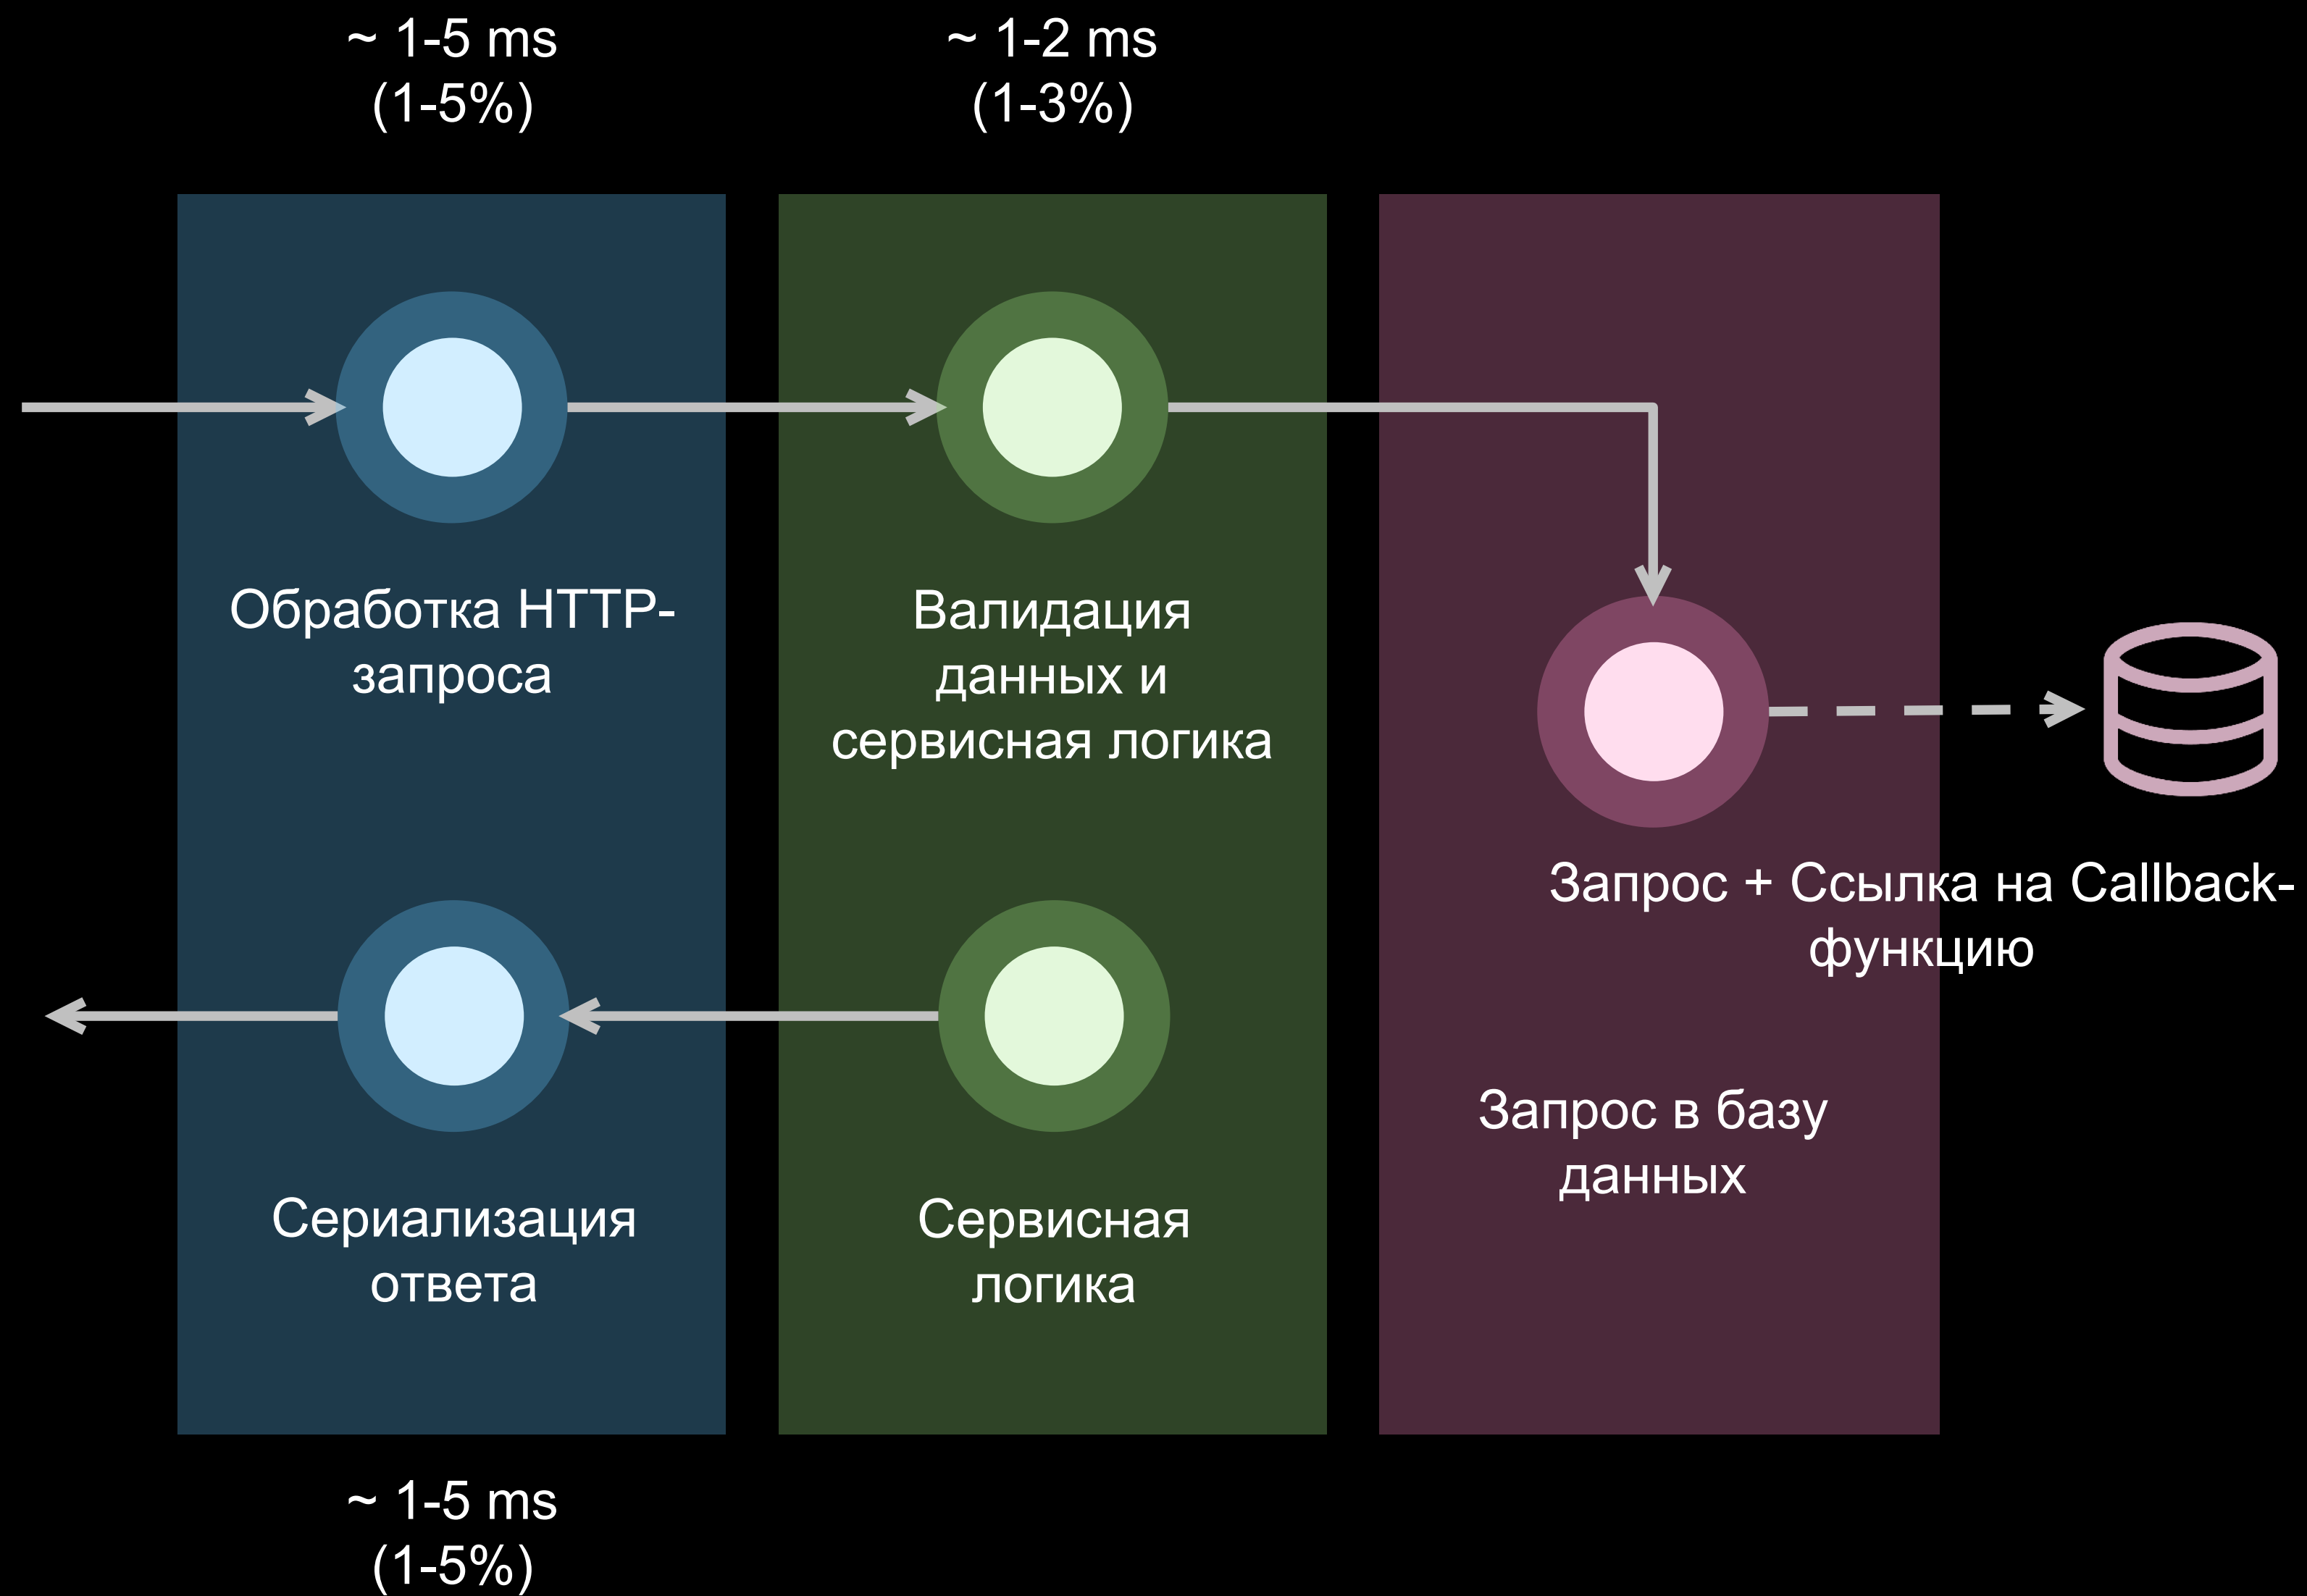 ~ 1-5 ms
(1-5%)
~ 1-2 ms
(1-3%)
Обработка HTTP-
запроса
Валидация
данных и
сервисная логика
Запрос + Ссылка на Callback-
функцию
Запрос в базу
данных
Сериализация
ответа
Сервисная
логика
~ 1-5 ms
(1-5%)